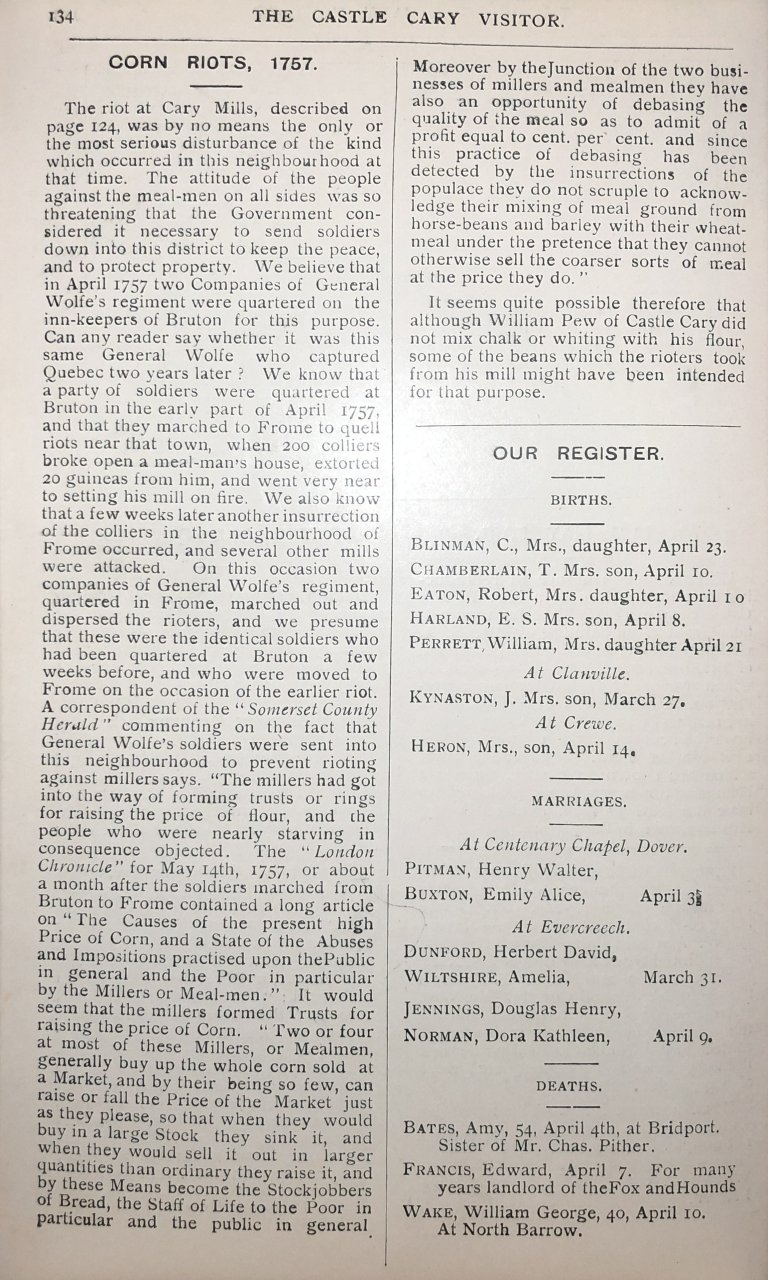 134
THE CASTLE CARY VISITOR.
CORN RIOTS, 1757.
The riot at Cary Mills, described on
page 124, was by no means the only or
the most serious disturbance of the kind
which occurred in this neighbourhood at
that time. The attitude of the people
against the meal-men on all sides was so
threatening that the Government con-
sidered it necessary to send soldiers
down into this district to keep the peace,
and to protect property. We believe that
in April 1757 two Companies of General
Wolfe's regiment were quartered on the
inn-keepers of Bruton for this purpose.
Can any reader say whether it was this
same General Wolfe who captured
Quebec two years later ? We know that
a party of soldiers were quartered at
Bruton in the early part of April 1757,
and that they marched to Frome to quell
riots near that town, when 200 colliers
broke open a meal-man's house, extorted
20 guineas from him, and went very near
to setting his mill on fire. We also know
that a few weeks later another insurrection
of the colliers in the neighbourhood of
Frome occurred, and several other mills
were attacked. On this occasion two
companies of General Wolfe's regiment,
quartered in Frome, marched out and
dispersed the rioters, and we presume
that these were the identical soldiers who
had been quartered at Bruton a few
weeks before, and who were moved to
Frome on the occasion of the earlier riot.
A correspondent of the "Somerset County
Herald" commenting on the fact that
General Wolfe's soldiers were sent into
this neighbourhood to prevent rioting
against millers says. "The millers had got
into the way of forming trusts or rings
for raising the price of flour, and the
people who were nearly starving in
consequence objected. The "London
Chronicle" for May 14th, 1757, or about
a month after the soldiers marched from
Bruton to Frome contained a long article
on "The Causes of the present high
Price of Corn, and a State of the Abuses
and Impositions practised upon thePublic
in general and the Poor in particular
by the Millers or Meal-men." It would
seem that the millers formed Trusts for
raising the price of Corn. "Two or four
at most of these Millers, or Mealmen,
generally buy up the whole corn sold at
a Market, and by their being so few, can
raise or fall the Price of the Market just
as they please, so that when they would
buy in a large Stock they sink it, and
when they would sell it out in larger
quantities than ordinary they raise it, and
by these Means become the Stockjobbers
of Bread, the Staff of Life to the Poor in
particular and the public in general.
Moreover by theJunction of the two busi-
nesses of millers and mealmen they have
also an opportunity of debasing the
quality of the meal so as to admit of a
profit equal to cent. per cent. and since
this practice of debasing has been
detected by the insurrections of the
populace they do not scruple to acknow-
ledge their mixing of meal ground from
horse-beans and barley with their wheat-
meal under the pretence that they cannot
otherwise sell the coarser sorts of meal
at the price they do."
It seems quite possible therefore that
although William Pew of Castle Cary did
not mix chalk or whiting with his flour,
some of the beans which the rioters took
from his mill might have been intended
for that purpose.
OUR REGISTER.
BIRTHS.
BLINMAN, C., Mrs., daughter, April 23.
CHAMBERLAIN, T. Mrs. son, April 10.
EATON, Robert, Mrs. daughter, April 10
HARLAND, E. S. Mrs. son, April 8.
PERRETT, William, Mrs. daughter April 21
At Clanville.
KYNASTON, J. Mrs. son, March 27.
At Crewe.
HERON, Mrs., son, April 14.
MARRIAGES.
At Centenary Chapel, Dover.
PITMAN, Henry Walter,
BUXTON, Emily Alice, April
At Evercreech.
DUNFORD, Herbert David,
WILTSHIRE, Amelia, March 31.
JENNINGS, Douglas Henry,
NORMAN, Dora Kathleen, April 9.
DEATHS.
BATES, Amy, 54, April 4th, at Bridport.
Sister of Mr. Chas. Pither.
FRANCIS, Edward, April 7. For many
years landlord of theFox andHounds
WAKE, William George, 40, April 10.
At North Barrow.